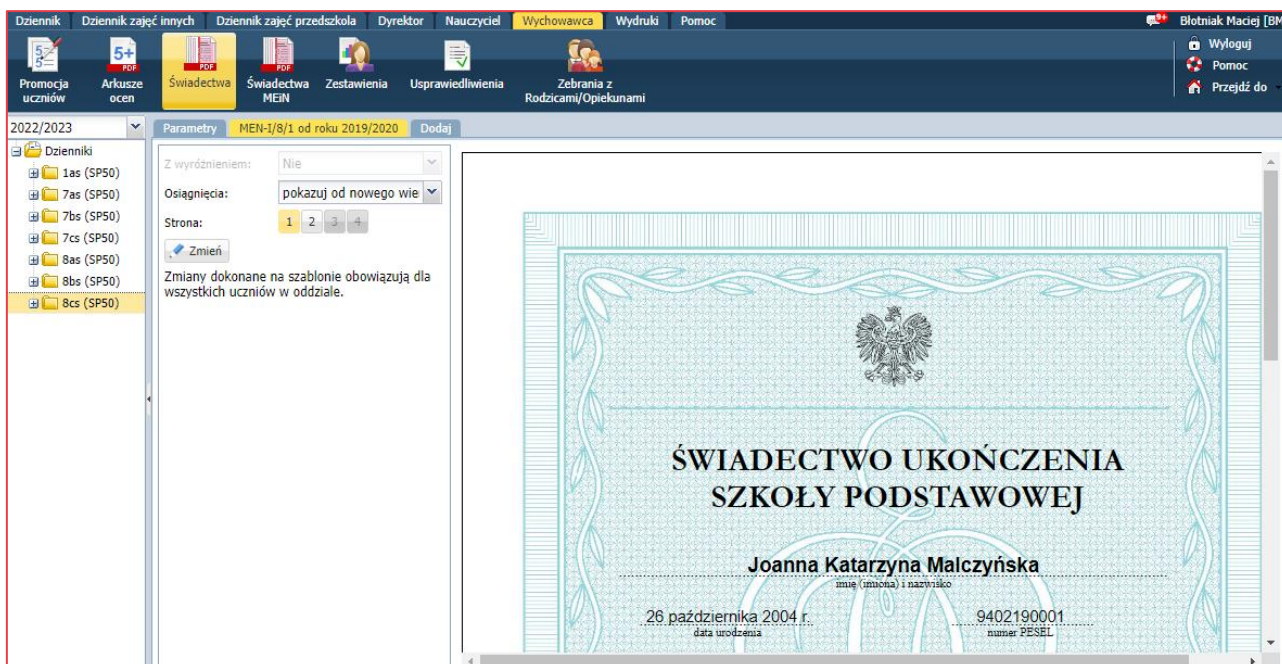 Dziennik Dziennik zajęć innych Dziennik zajęć przedszkola Dyrektor Nauczyciel Wychowawca Wydruki Pomoc Błotniak Maciej [BM
Promocja uczniów
Arkusze ocen
Świadectwa
Świadectwa MEiN
Zestawienia
Usprawiedliwienia
Zebrania z Rodzicami/Opiekunami
Wyloguj
Pomoc
Przejdź do
2022/2023
Dzienniki
1as (SP50)
7as (SP50)
7bs (SP50)
7cs (SP50)
8as (SP50)
8bs (SP50)
8cs (SP50)
Parametry MEN-I/8/1 od roku 2019/2020 Dodaj
Z wyróżnieniem: Nie
Osiągnięcia: pokazuj od nowego wie
Strona: 1 2 3 4
Zmień
Zmiany dokonane na szablonie obowiązują dla
wszystkich uczniów w oddziale.
ŚWIADECTWO UKOŃCZENIA
SZKOŁY PODSTAWOWEJ
Joanna Katarzyna Malczyńska
imię (imiona) i nazwisko
26 października 2004 r. 9402190001
data urodzenia numer PESEL